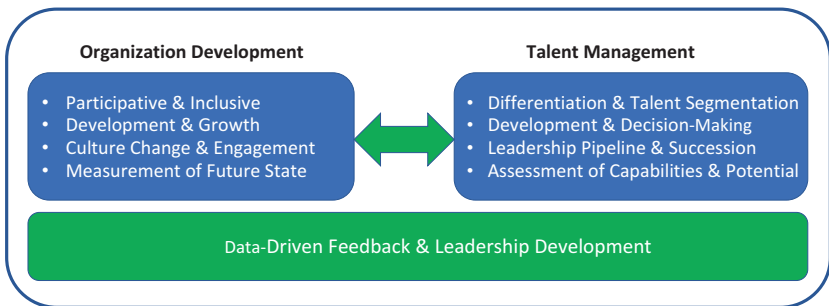 Organization Development
• Participative & Inclusive
• Development & Growth
• Culture Change & Engagement
• Measurement of Future State
Talent Management
• Differentiation & Talent Segmentation
• Development & Decision-Making
• Leadership Pipeline & Succession
• Assessment of Capabilities & Potential
Data-Driven Feedback & Leadership Development